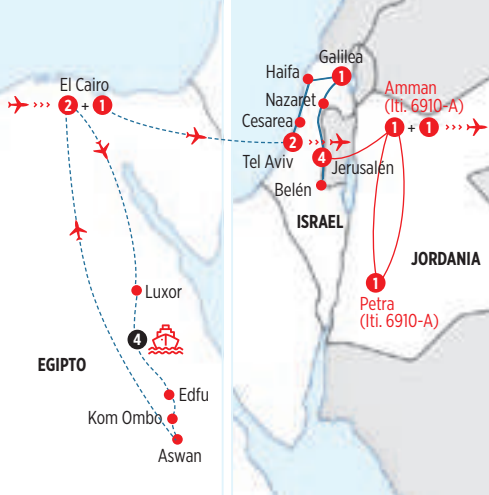 El Cairo
2 + 1
Luxor
4
EGIPTO
Edfu
Kom Ombo
Aswan
Galilea
Haifa
1
Nazaret
Cesarea
2
Tel Aviv
4
Jerusalén
Belén
ISRAEL
Amman
(Iti. 6910-A)
1 + 1
JORDANIA
1
Petra
(Iti. 6910-A)